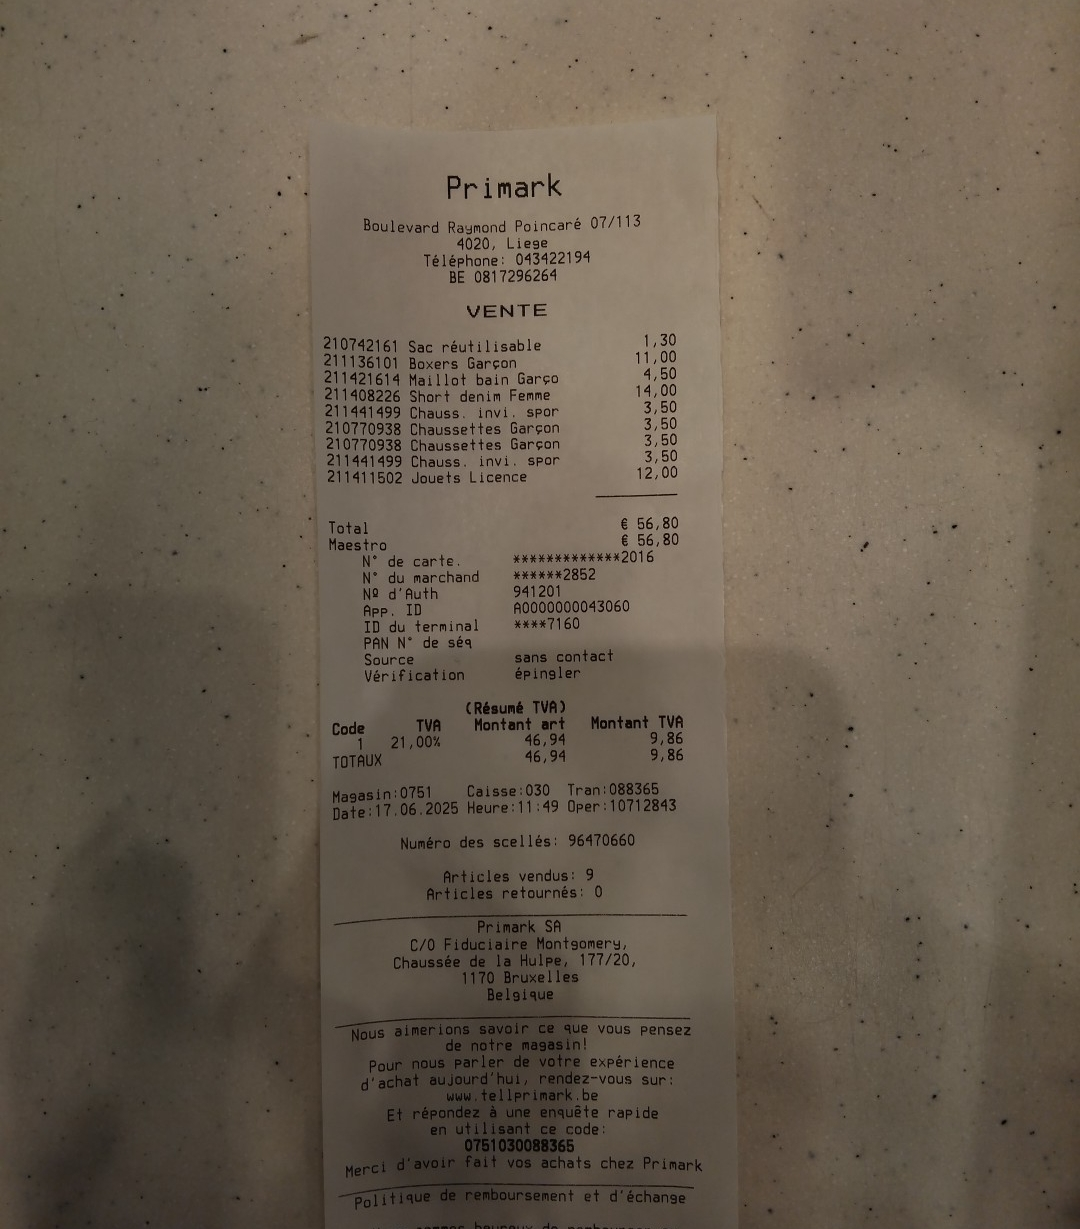 Primark
Boulevard Raymond Poincaré 07/113
4020, Liege
Téléphone: 043422194
BE 0817296264
VENTE
210742161 Sac réutilisable 1,30
211136101 Boxers Garçon 11,00
211421614 Maillot bain Garço 4,50
211408226 Short denim Femme 14,00
211441499 Chauss. invi. spor 3,50
210770938 Chaussettes Garçon 3,50
210770938 Chaussettes Garçon 3,50
211441499 Chauss. invi. spor 3,50
211411502 Jouets Licence 12,00
Total € 56,80
Maestro € 56,80
N° de carte. *************2016
N° du marchand ******2852
Nº d'Auth 941201
App. ID A0000000043060
ID du terminal ****7160
PAN N° de séq
Source sans contact
Vérification épingler
(Résumé TVA)
Code TVA Montant art Montant TVA
1 21,00% 46,94 9,86
TOTAUX 46,94 9,86
Magasin:0751 Caisse:030 Tran:088365
Date:17.06.2025 Heure:11:49 Oper:10712843
Numéro des scellés: 96470660
Articles vendus: 9
Articles retournés: 0
Primark SA
C/O Fiduciaire Montgomery,
Chaussée de la Hulpe, 177/20,
1170 Bruxelles
Belgique
Nous aimerions savoir ce que vous pensez
de notre magasin!
Pour nous parler de votre expérience
d'achat aujourd'hui, rendez-vous sur:
www.tellprimark.be
Et répondez à une enquête rapide
en utilisant ce code:
0751030088365
Merci d'avoir fait vos achats chez Primark
Politique de remboursement et d'échange